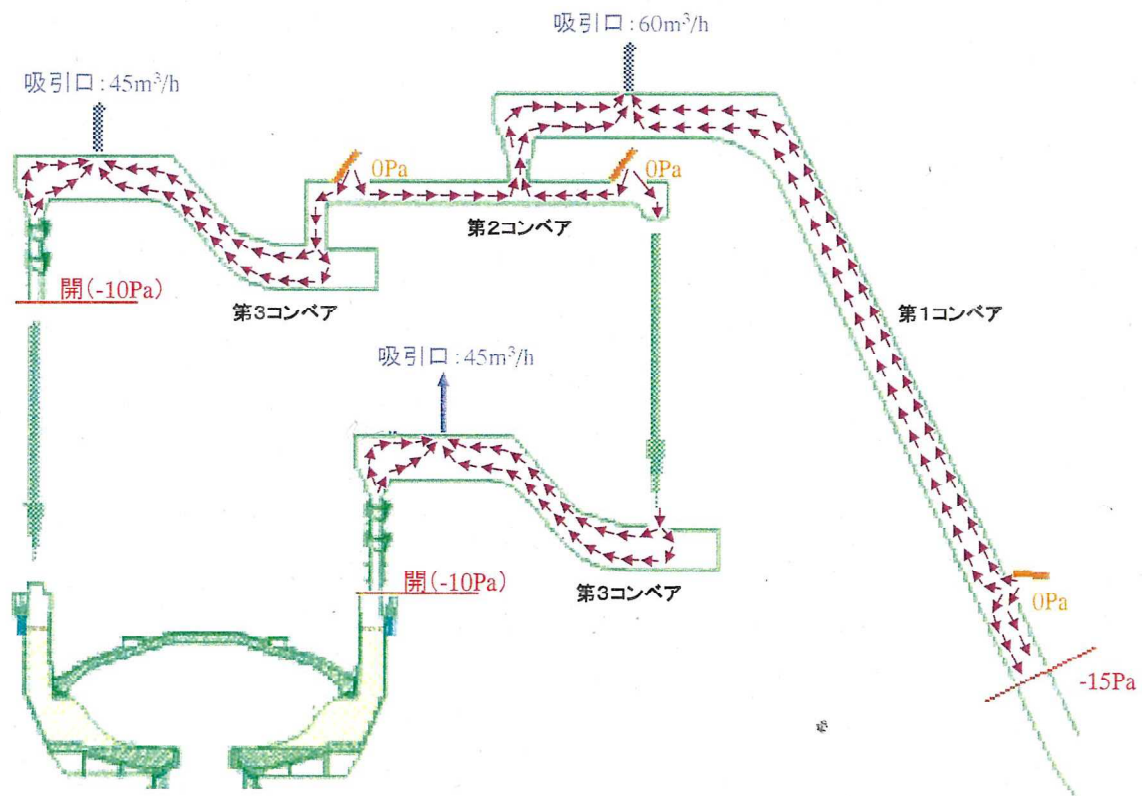 吸引口:60m³/h
吸引口:45m³/h
0Pa
0Pa
第2コンベア
開(-10Pa)
第3コンベア
第1コンベア
吸引口:45m³/h
開(-10Pa)
第3コンベア
0Pa
-15Pa